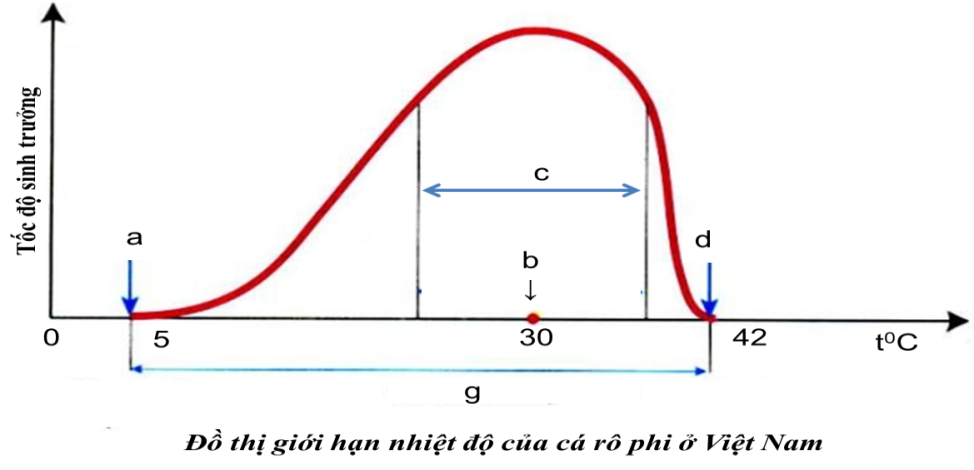 Tốc độ sinh trưởng
c
a
d
b
0
5
30
42
t⁰C
g
Đồ thị giới hạn nhiệt độ của cá rô phi ở Việt Nam